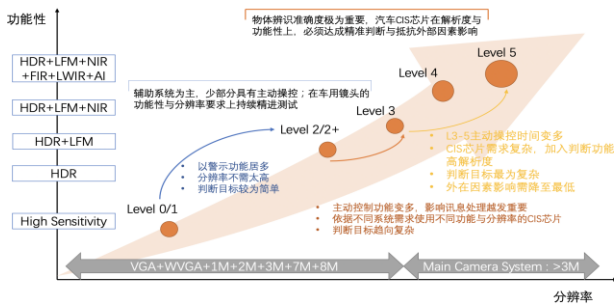 功能性
物体辨识准确度极为重要，汽车CIS芯片在解析度与
功能性上，必须达成精准判断与抵抗外部因素影响
HDR+LFM+NIR
+FIR+LWIR+AI
Level 5
Level 4
辅助系统为主，少部分具有主动操控；在车用镜头的
功能性与分辨率要求上持续精进测试
HDR+LFM+NIR
Level 3
Level 2/2+
HDR+LFM
• L3-5主动操控时间变多
• CIS芯片需求复杂，加入判断功能
高解析度
• 判断目标最为复杂
• 外在因素影响需降至最低
• 以警示功能居多
• 分辨率不需太高
• 判断目标较为简单
HDR
Level 0/1
High Sensitivity
• 主动控制功能变多，影响讯息处理越发重要
• 依据不同系统需求使用不同功能与分辨率的CIS芯片
• 判断目标趋向复杂
VGA+WVGA+1M+2M+3M+7M+8M
Main Camera System : >3M
分辨率